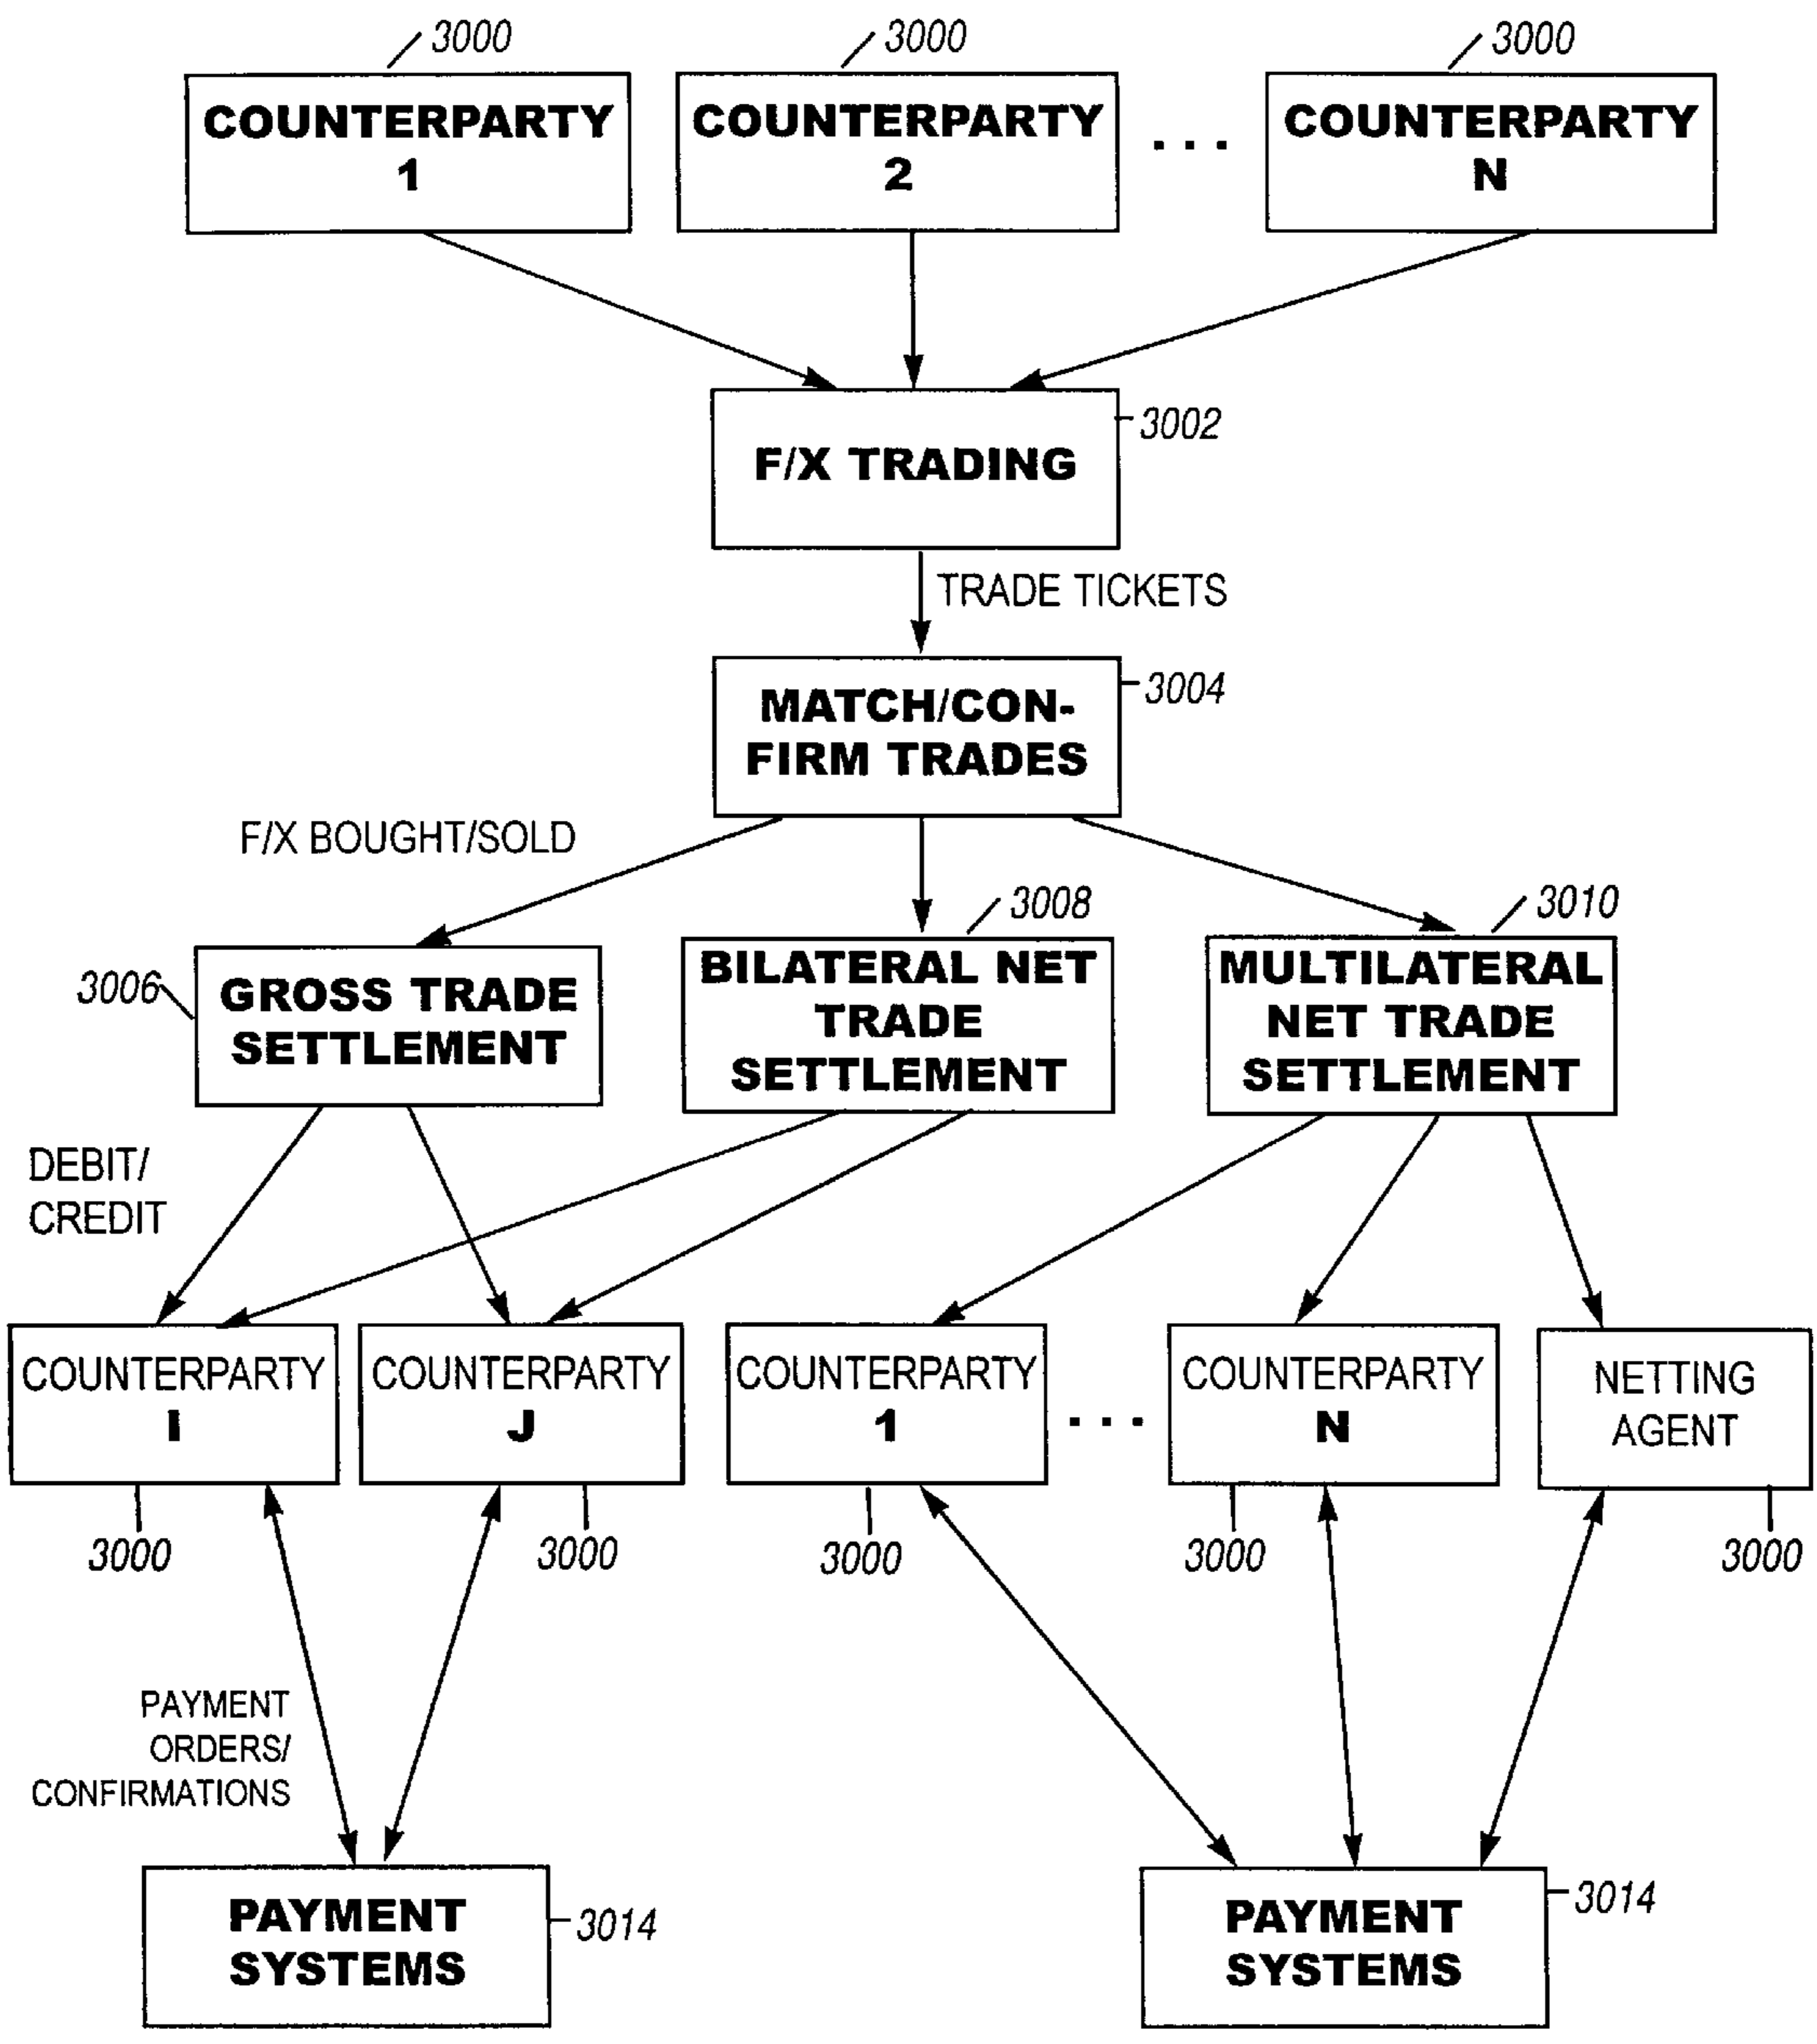 3000
3000
3000
COUNTERPARTY
1
COUNTERPARTY
2
...
COUNTERPARTY
N
3002
F/X TRADING
TRADE TICKETS
3004
MATCH/CON-
FIRM TRADES
F/X BOUGHT/SOLD
3008
3010
3006
GROSS TRADE
SETTLEMENT
BILATERAL NET
TRADE
SETTLEMENT
MULTILATERAL
NET TRADE
SETTLEMENT
DEBIT/
CREDIT
COUNTERPARTY
I
COUNTERPARTY
J
COUNTERPARTY
1
...
COUNTERPARTY
N
NETTING
AGENT
3000
3000
3000
3000
3000
PAYMENT
ORDERS/
CONFIRMATIONS
PAYMENT
SYSTEMS
3014
PAYMENT
SYSTEMS
3014